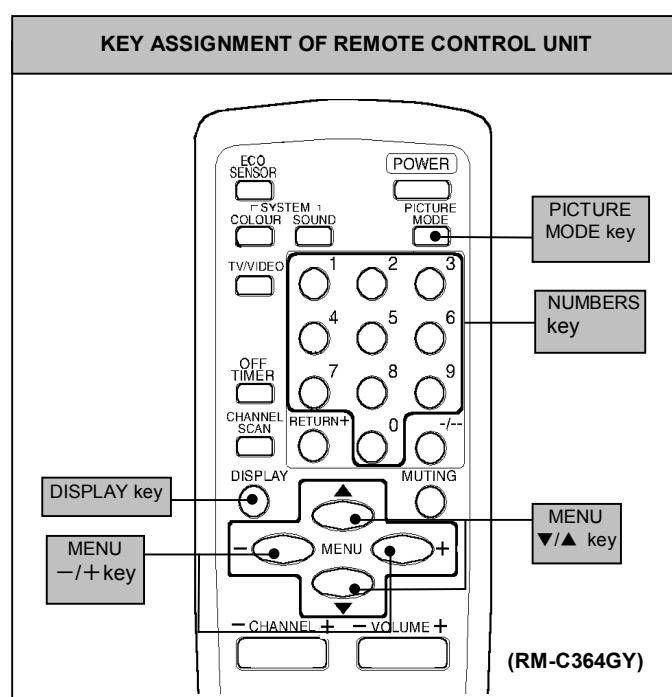 KEY ASSIGNMENT OF REMOTE CONTROL UNIT
ECO
SENSOR
POWER
SYSTEM
COLOUR SOUND
PICTURE
MODE
PICTURE
MODE key
TV/VIDEO
1 2 3
NUMBERS
key
4 5 6
OFF
TIMER
7 8 9
CHANNEL
SCAN
RETURN+
0
-/--
DISPLAY
MUTING
DISPLAY key
▲
MENU
▼/▲ key
MENU
−/+key
− MENU +
▼
− CHANNEL +
− VOLUME +
(RM-C364GY)